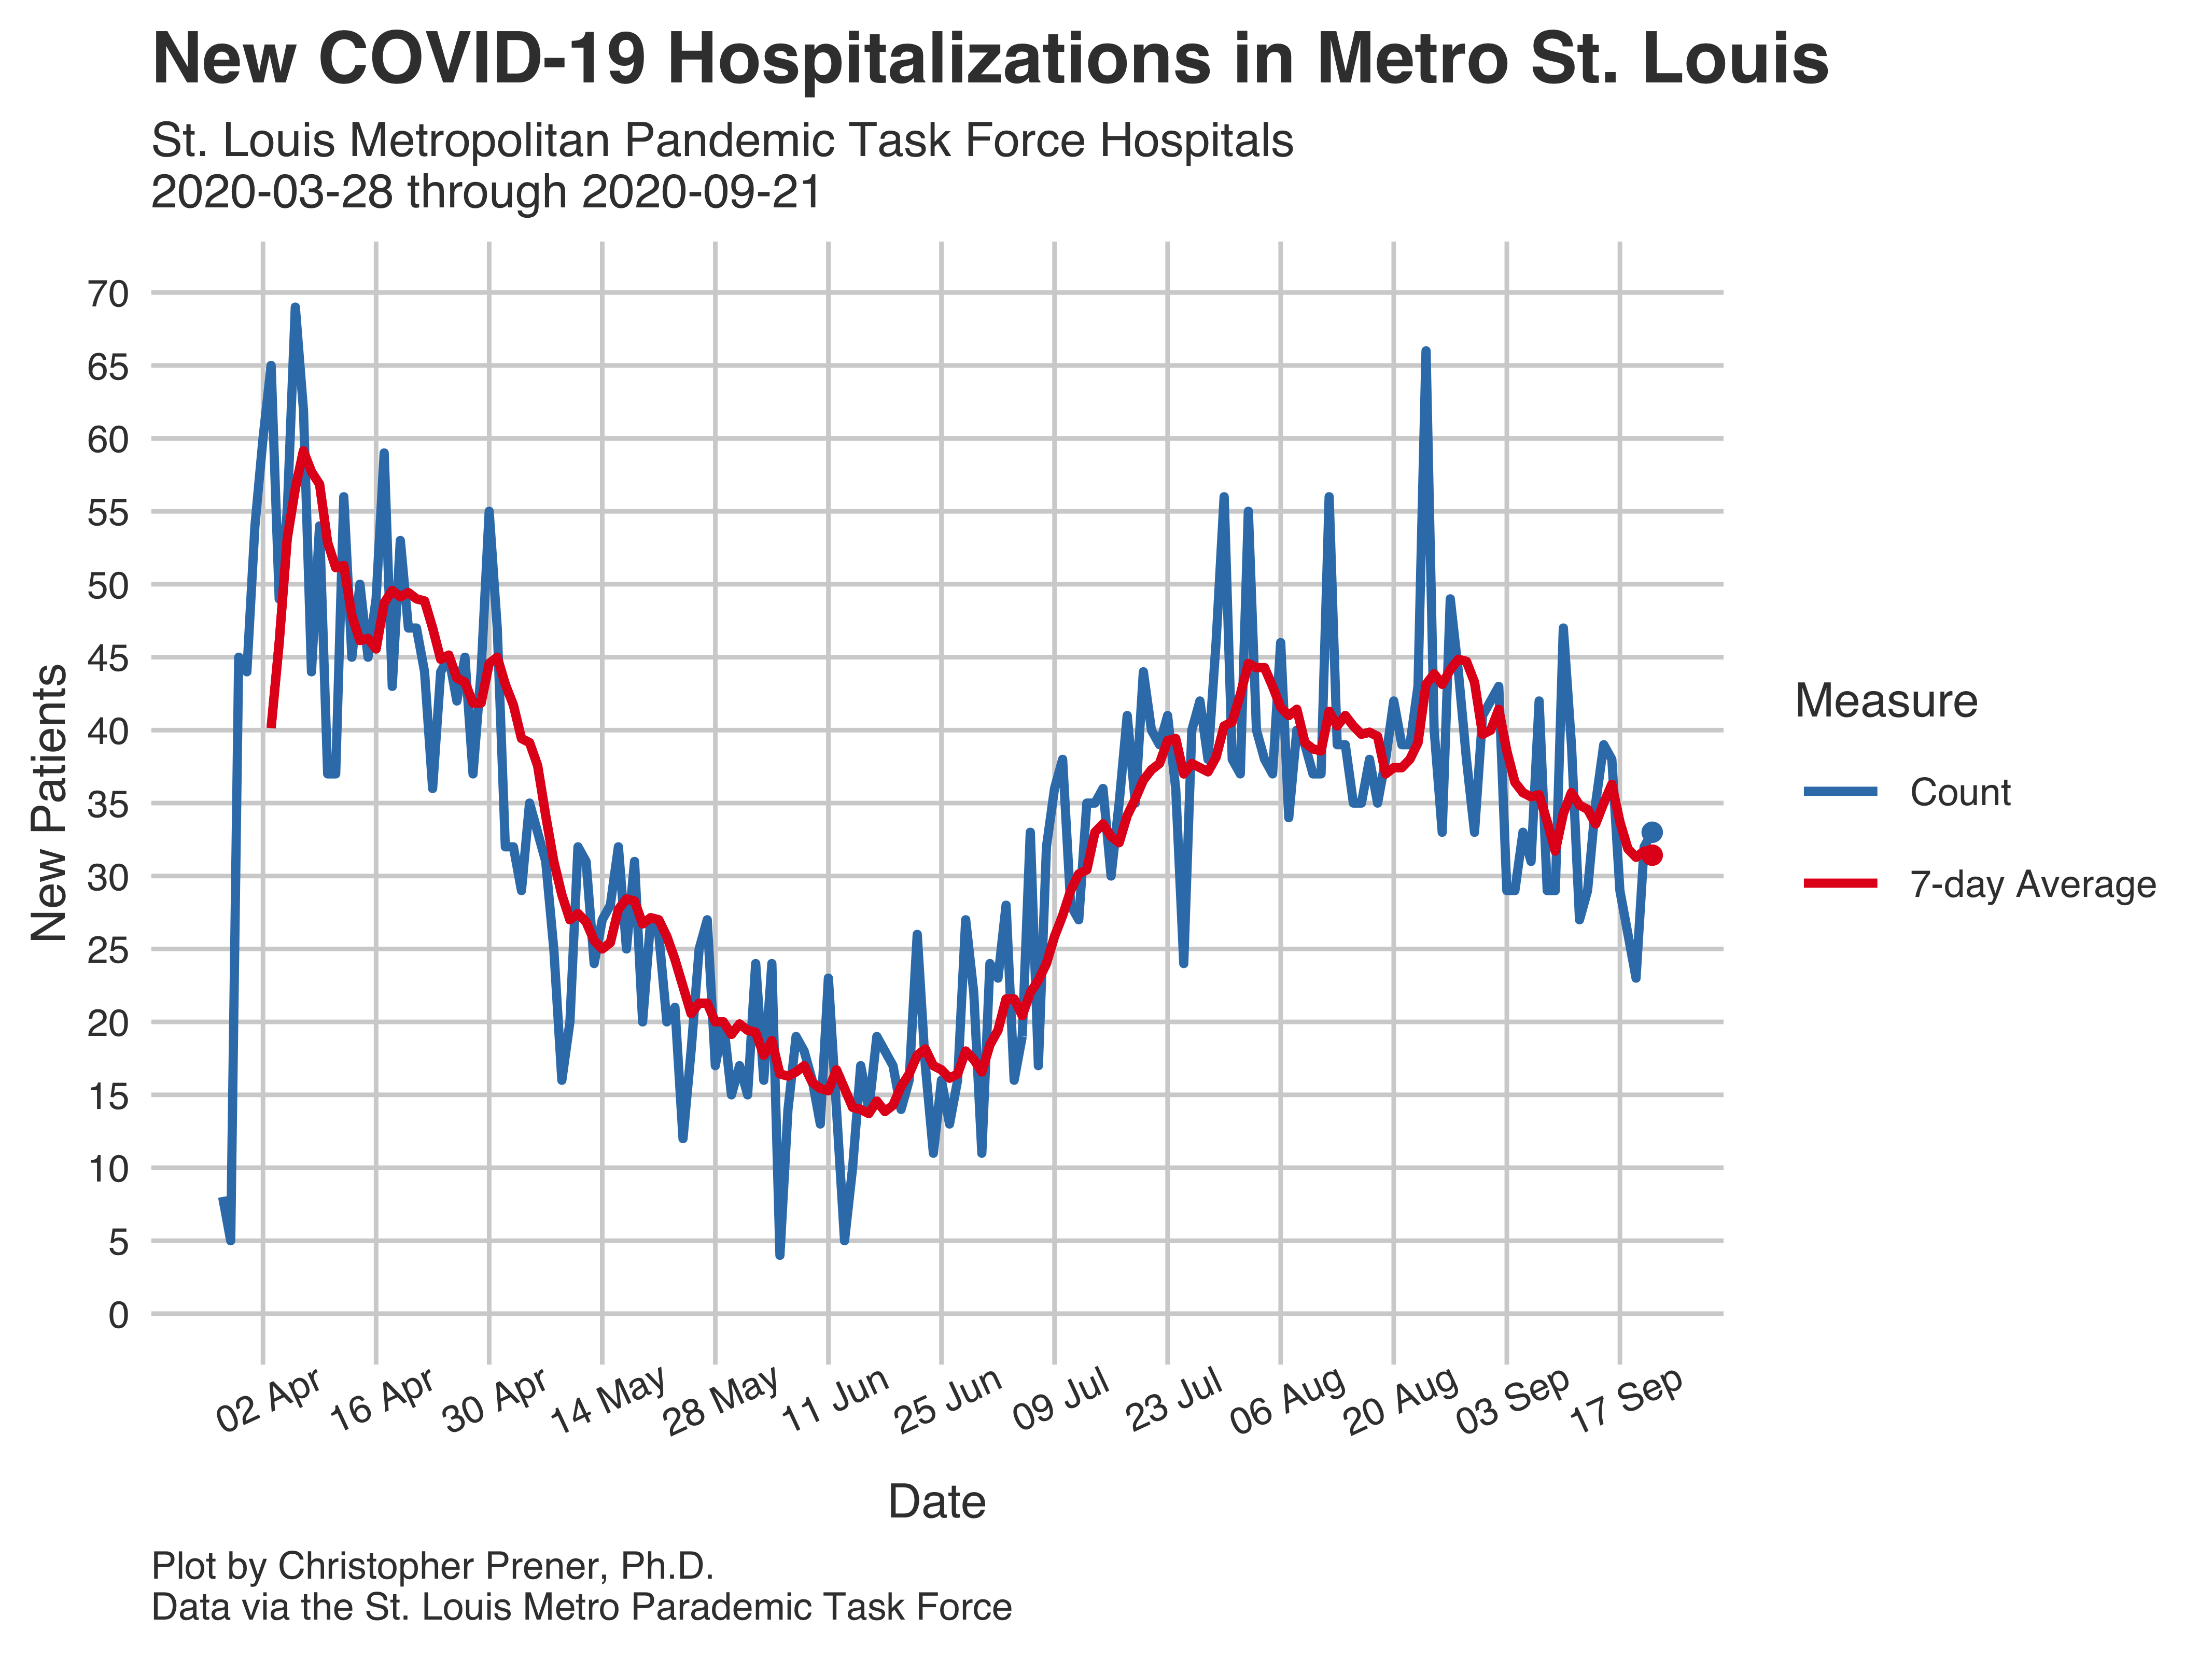 New COVID-19 Hospitalizations in Metro St. Louis
St. Louis Metropolitan Pandemic Task Force Hospitals
2020-03-28 through 2020-09-21
70
65
60
55
50
45
40
35
30
25
20
15
10
5
0
New Patients
02 Apr
16 Apr
30 Apr
14 May
28 May
11 Jun
25 Jun
09 Jul
23 Jul
06 Aug
20 Aug
03 Sep
17 Sep
Date
Measure
Count
7-day Average
Plot by Christopher Prener, Ph.D.
Data via the St. Louis Metro Parademic Task Force